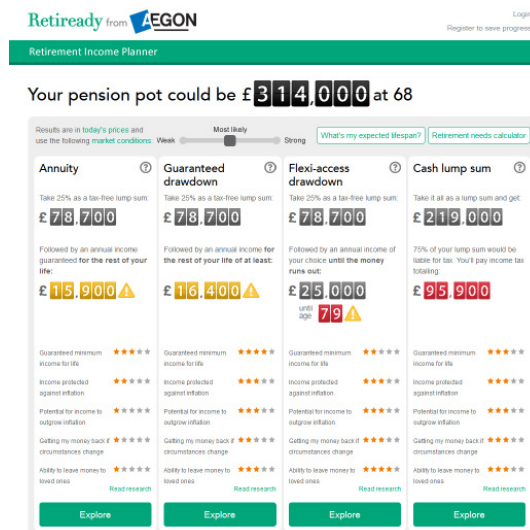 Retiready from AEGON
Login
Register to save progress
Retirement Income Planner
Your pension pot could be £314,000 at 68
Results are in today's prices and
use the following market conditions:
Weak
Most likely
Strong
What's my expected lifespan?
Retirement needs calculator
Annuity
?
Take 25% as a tax-free lump sum:
£78,700
Followed by an annual income
guaranteed for the rest of your
life:
£15,900
Guaranteed minimum
income for life
Income protected
against inflation
Potential for income to
outgrow inflation
Getting my money back if
circumstances change
Ability to leave money to
loved ones
Read research
Explore
Guaranteed
drawdown
?
Take 25% as a tax-free lump sum:
£78,700
Followed by an annual income for
the rest of your life of at least:
£16,400
Guaranteed minimum
income for life
Income protected
against inflation
Potential for income to
outgrow inflation
Getting my money back if
circumstances change
Ability to leave money to
loved ones
Read research
Explore
Flexi-access
drawdown
?
Take 25% as a tax-free lump sum:
£78,700
Followed by an annual income of
your choice until the money
runs out:
£25,000
until
age 79
Guaranteed minimum
income for life
Income protected
against inflation
Potential for income to
outgrow inflation
Getting my money back if
circumstances change
Ability to leave money to
loved ones
Read research
Explore
Cash lump sum
?
Take it all as a lump sum and get:
£219,000
75% of your lump sum would be
liable for tax. You'll pay income tax
totalling:
£95,900
Guaranteed minimum
income for life
Income protected
against inflation
Potential for income to
outgrow inflation
Getting my money back if
circumstances change
Ability to leave money to
loved ones
Read research
Explore